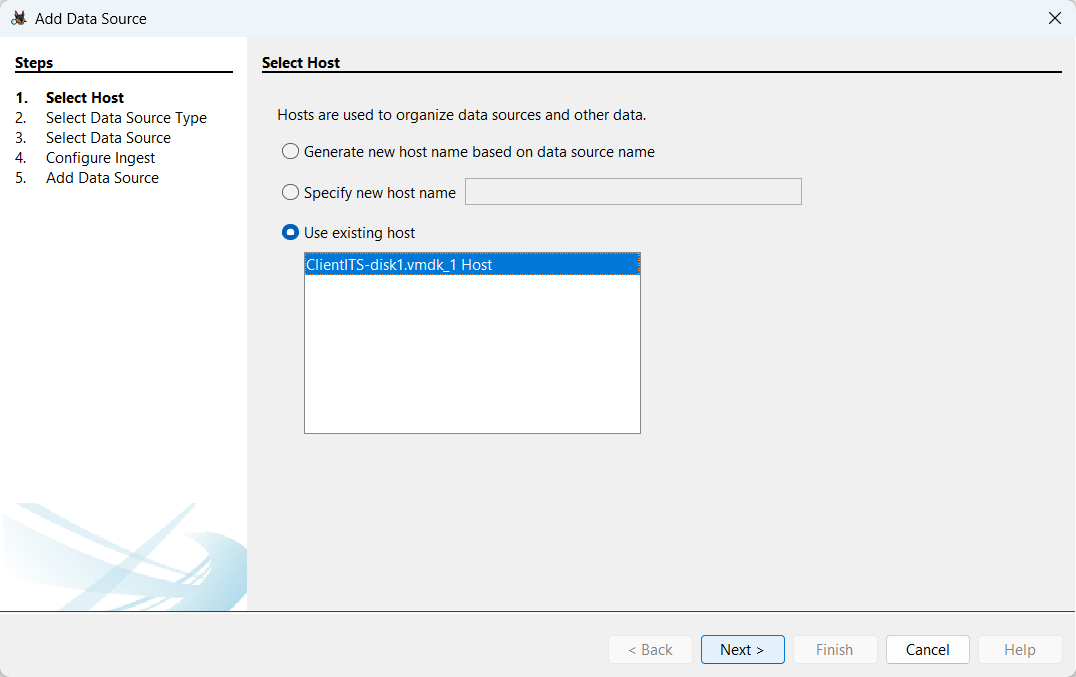 Add Data Source
Steps
1. Select Host
2. Select Data Source Type
3. Select Data Source
4. Configure Ingest
5. Add Data Source
Select Host
Hosts are used to organize data sources and other data.
Generate new host name based on data source name
Specify new host name
Use existing host
ClientITS-disk1.vmdk_1 Host
< Back
Next >
Finish
Cancel
Help